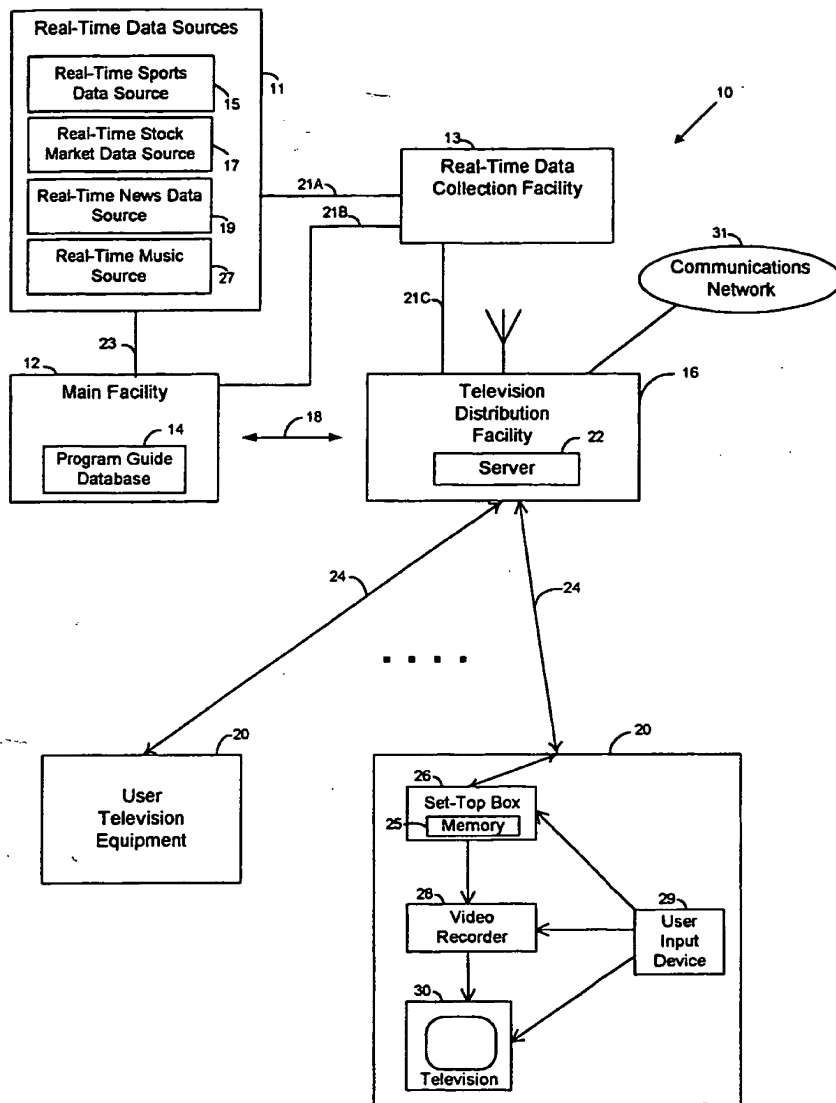 Real-Time Data Sources
Real-Time Sports
Data Source
15
11
Real-Time Stock
Market Data Source
17
Real-Time News Data
Source
19
Real-Time Music
Source
27
10
13
Real-Time Data
Collection Facility
21A
21B
21C
31
Communications
Network
23
12
Main Facility
14
Program Guide
Database
18
16
Television
Distribution
Facility
22
Server
24
24
20
User
Television
Equipment
20
26
Set-Top Box
25
Memory
28
Video
Recorder
29
User
Input
Device
30
Television